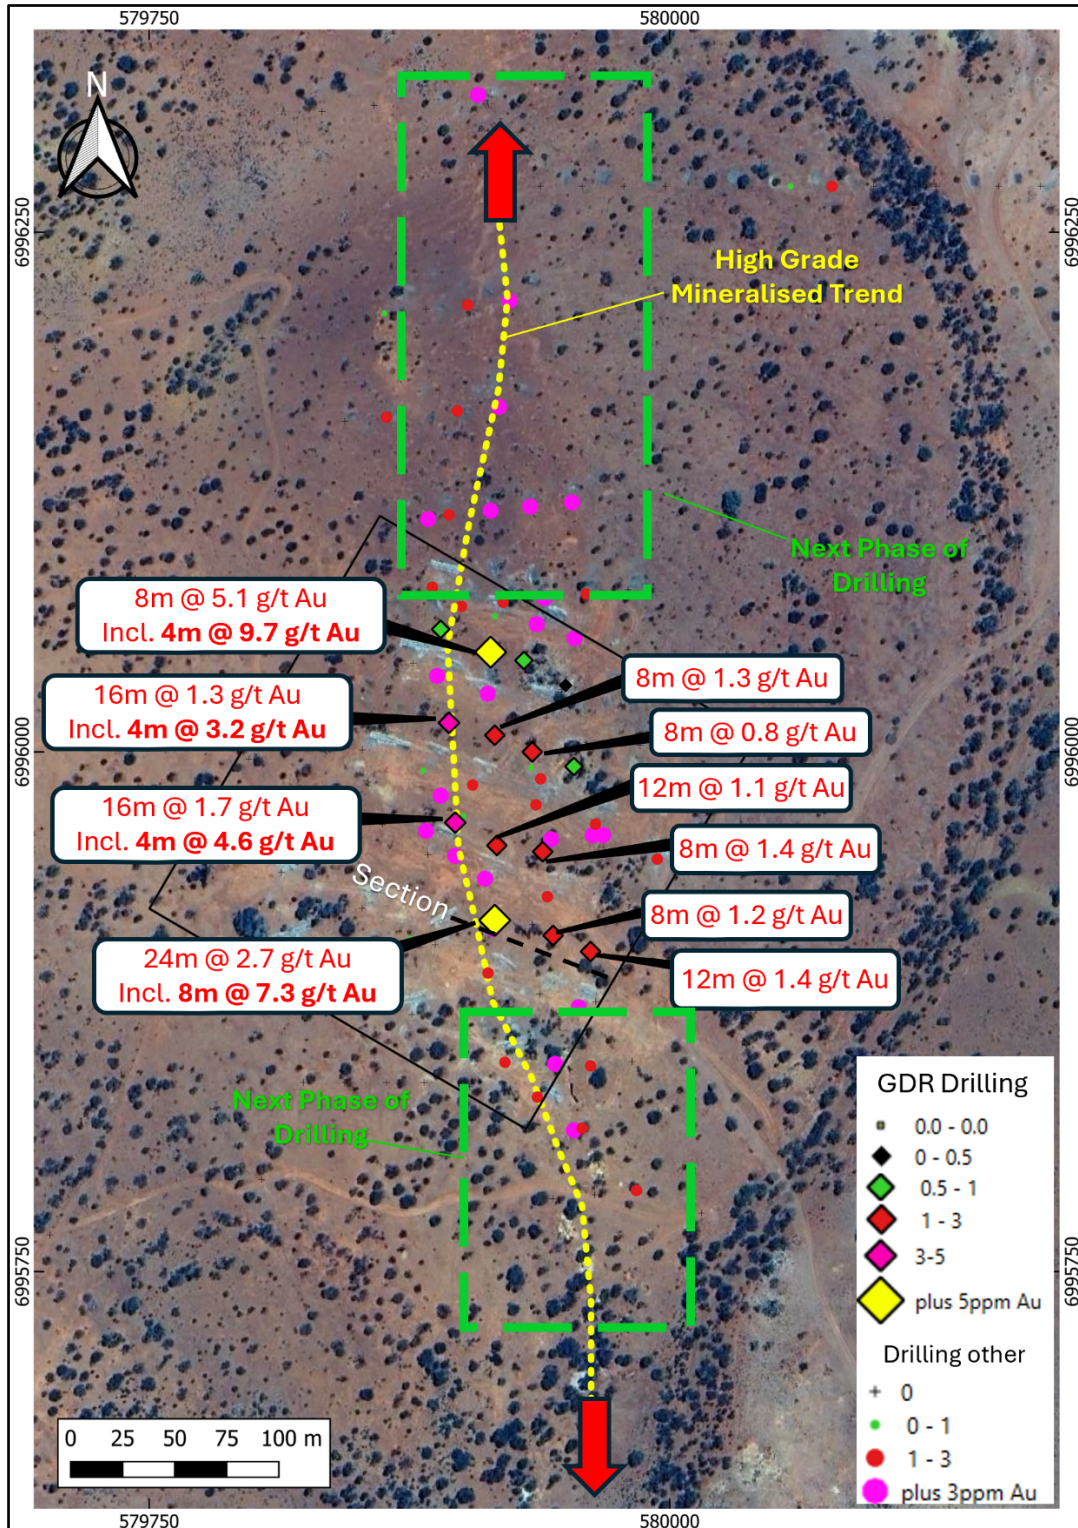 579750
580000
N
6996250
6996250
High Grade
Mineralised Trend
Next Phase of
Drilling
8m @ 5.1 g/t Au
Incl. 4m @ 9.7 g/t Au
8m @ 1.3 g/t Au
16m @ 1.3 g/t Au
Incl. 4m @ 3.2 g/t Au
8m @ 0.8 g/t Au
6996000
6996000
12m @ 1.1 g/t Au
16m @ 1.7 g/t Au
Incl. 4m @ 4.6 g/t Au
8m @ 1.4 g/t Au
Section
8m @ 1.2 g/t Au
24m @ 2.7 g/t Au
Incl. 8m @ 7.3 g/t Au
12m @ 1.4 g/t Au
Next Phase of
Drilling
6995750
6995750
GDR Drilling
0.0 - 0.0
0 - 0.5
0.5 - 1
1 - 3
3-5
plus 5ppm Au
Drilling other
0
0 - 1
1 - 3
plus 3ppm Au
0 25 50 75 100 m
579750
580000